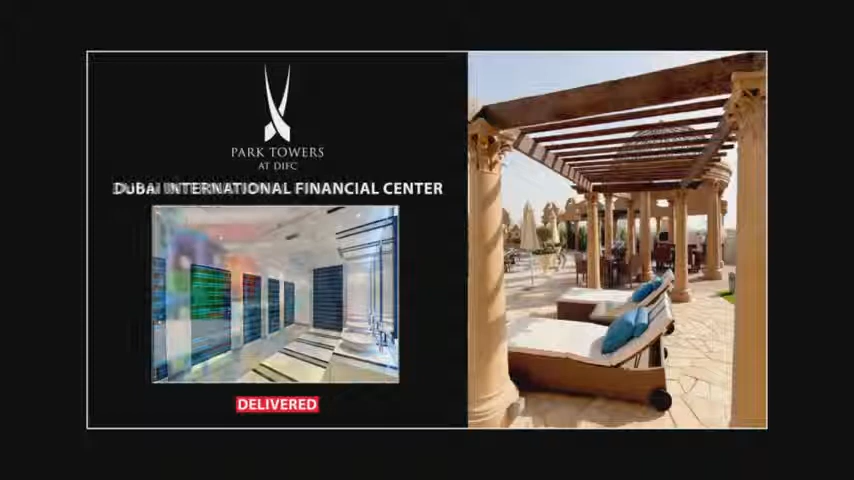 PARK TOWERS
AT DIFC
DUBAI INTERNATIONAL FINANCIAL CENTER
DELIVERED